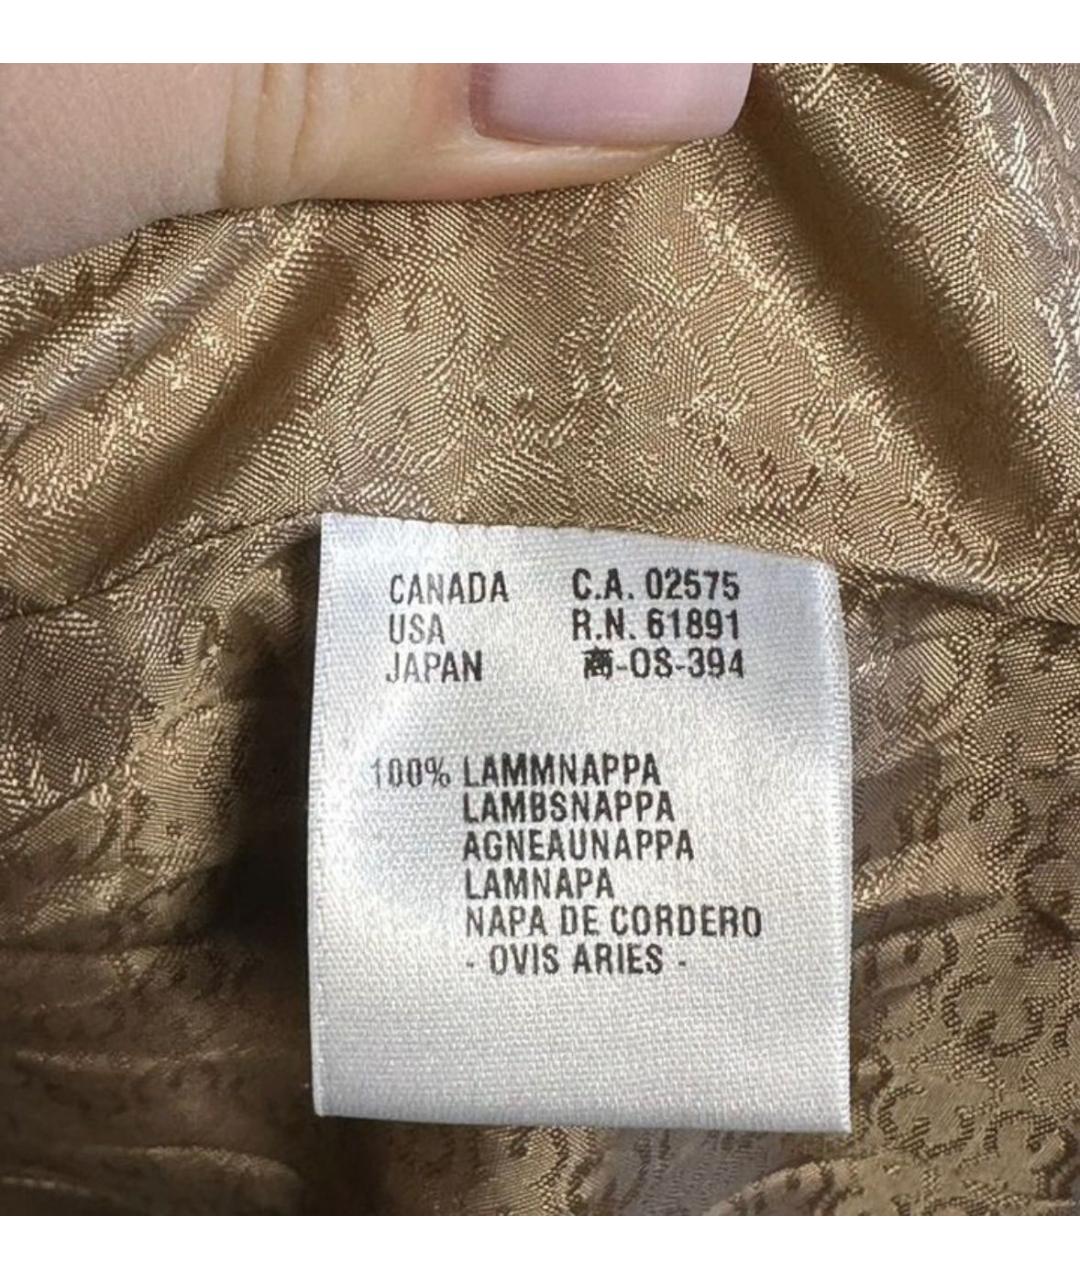 CANADA C.A. 02575
USA R.N. 61891
JAPAN 商-OS-394
100% LAMMNAPPA
LAMBSNAPPA
AGNEAUNAPPA
LAMNAPA
NAPA DE CORDERO
- OVIS ARIES -